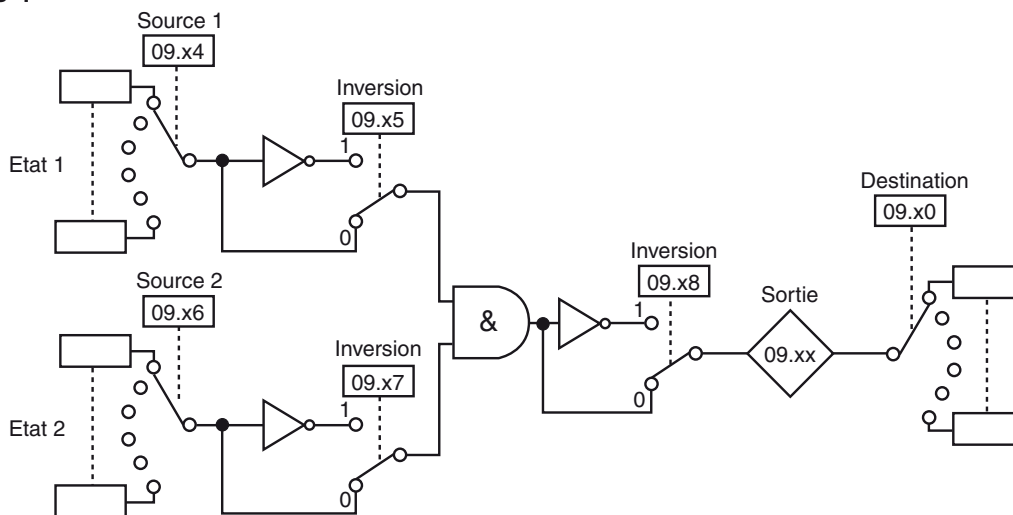 Source 1
09.x4
Inversion
09.x5
1
Etat 1
0
Destination
09.x0
Source 2
09.x6
Inversion
09.x7
1
Etat 2
0
&
Inversion
09.x8
1
0
Sortie
09.xx